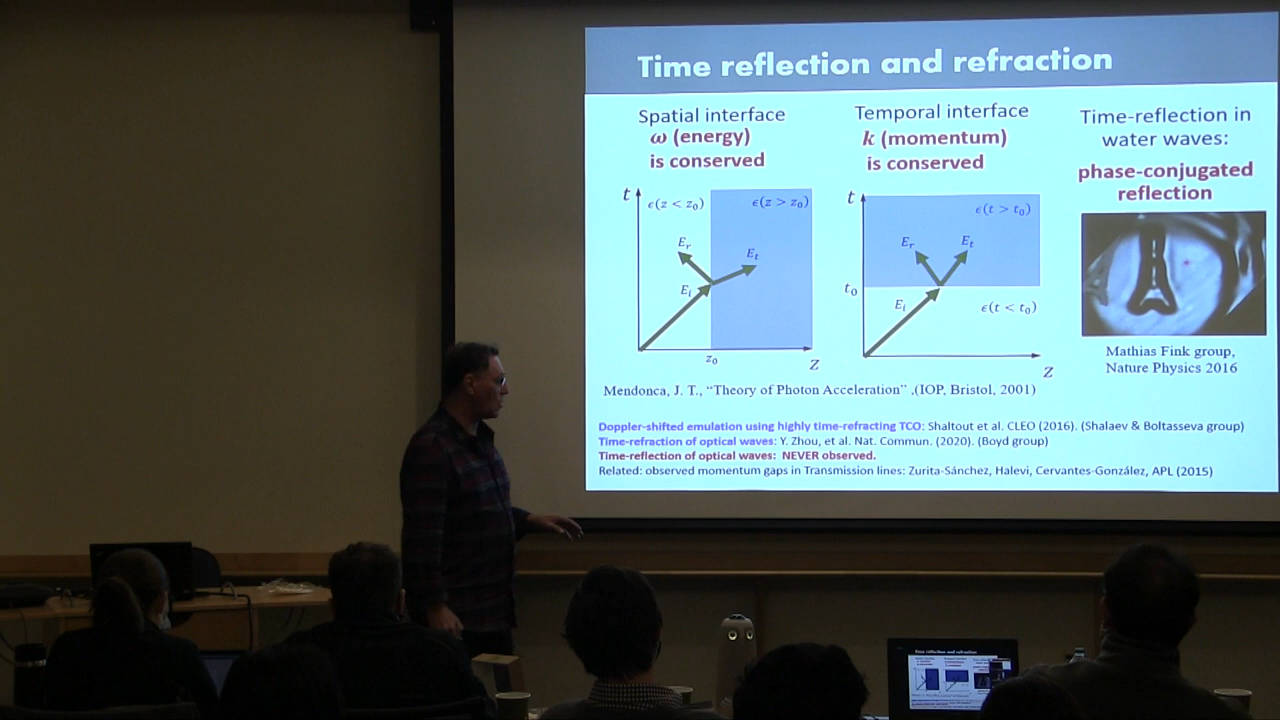 Time reflection and refraction
Spatial interface
ω (energy)
is conserved
t
ϵ(z < z₀)
ϵ(z > z₀)
Eᵣ
Eₜ
Eᵢ
z₀
Z
Temporal interface
k (momentum)
is conserved
t
ϵ(t > t₀)
Eᵣ
Eₜ
t₀
Eᵢ
ϵ(t < t₀)
Z
Time-reflection in
water waves:
phase-conjugated
reflection
Mathias Fink group,
Nature Physics 2016
Mendonca, J. T., “Theory of Photon Acceleration” ,(IOP, Bristol, 2001)
Doppler-shifted emulation using highly time-refracting TCO: Shaltout et al. CLEO (2016). (Shalaev & Boltasseva group)
Time-refraction of optical waves: Y. Zhou, et al. Nat. Commun. (2020). (Boyd group)
Time-reflection of optical waves: NEVER observed.
Related: observed momentum gaps in Transmission lines: Zurita-Sánchez, Halevi, Cervantes-González, APL (2015)
Time reflection and refraction